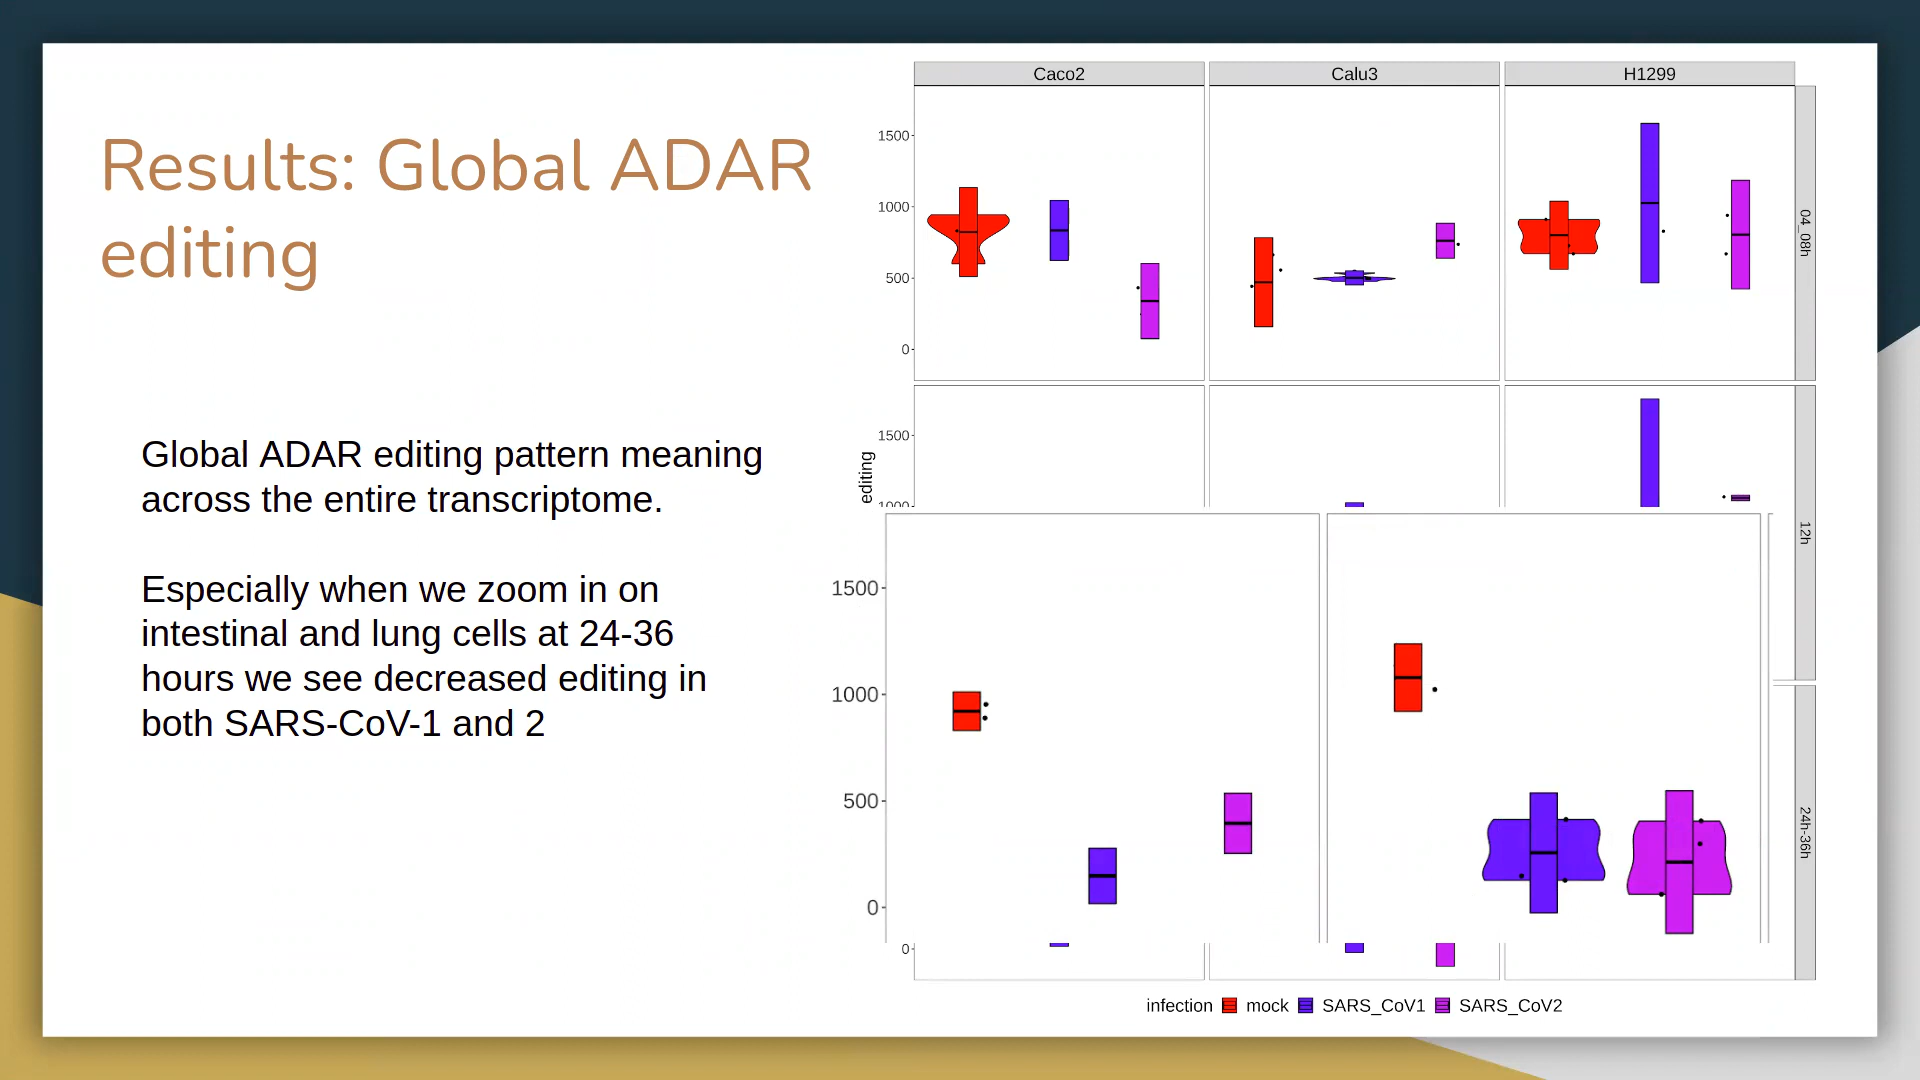 Results: Global ADAR
editing
Global ADAR editing pattern meaning
across the entire transcriptome.
Especially when we zoom in on
intestinal and lung cells at 24-36
hours we see decreased editing in
both SARS-CoV-1 and 2
Caco2 Calu3 H1299
1500
1000
500
0
04_08h
1500
1000
editing
12h
1500
1000
500
0
24h-36h
0
infection mock SARS_CoV1 SARS_CoV2